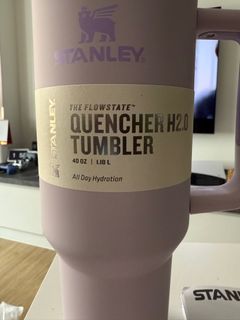 STANLEY
STANLEY
THE FLOWSTATE™
QUENCHER H2.0
TUMBLER
40 OZ | 1.18 L
All Day Hydration
STAN